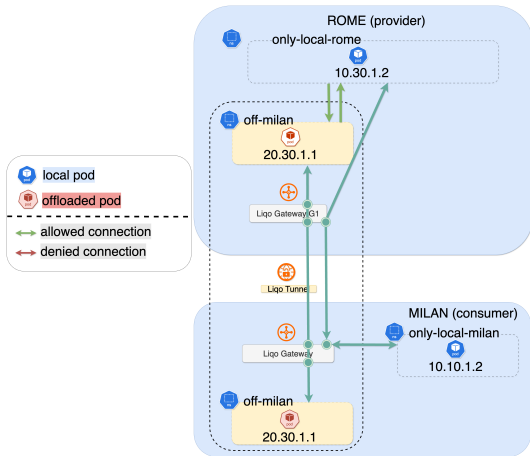 ROME (provider)
only-local-rome
10.30.1.2
off-milan
20.30.1.1
local pod
offloaded pod
Liqo Gateway G1
allowed connection
denied connection
Liqo Tunnel
MILAN (consumer)
only-local-milan
Liqo Gateway
10.10.1.2
off-milan
20.30.1.1